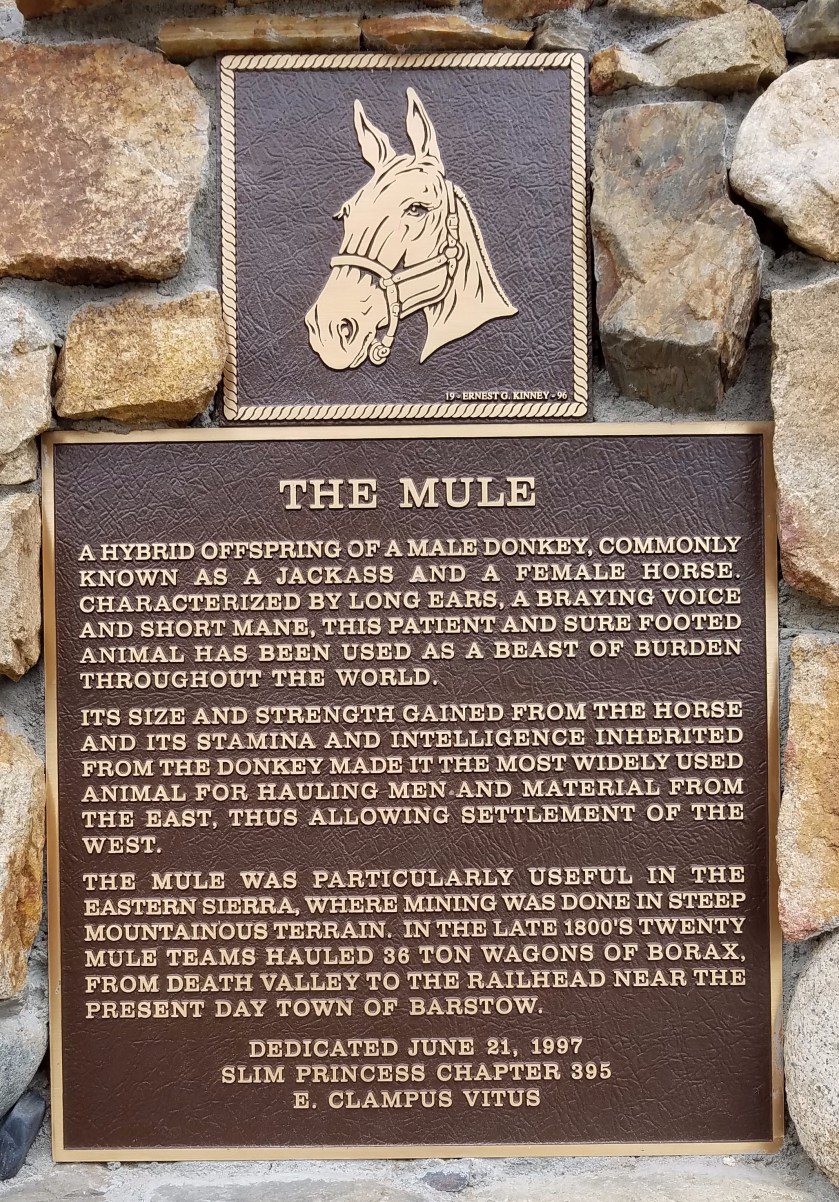 19 - ERNEST G. KINNEY - 96
THE MULE
A HYBRID OFFSPRING OF A MALE DONKEY, COMMONLY
KNOWN AS A JACKASS AND A FEMALE HORSE.
CHARACTERIZED BY LONG EARS, A BRAYING VOICE
AND SHORT MANE, THIS PATIENT AND SURE FOOTED
ANIMAL HAS BEEN USED AS A BEAST OF BURDEN
THROUGHOUT THE WORLD.
ITS SIZE AND STRENGTH GAINED FROM THE HORSE
AND ITS STAMINA AND INTELLIGENCE INHERITED
FROM THE DONKEY MADE IT THE MOST WIDELY USED
ANIMAL FOR HAULING MEN AND MATERIAL FROM
THE EAST, THUS ALLOWING SETTLEMENT OF THE
WEST.
THE MULE WAS PARTICULARLY USEFUL IN THE
EASTERN SIERRA, WHERE MINING WAS DONE IN STEEP
MOUNTAINOUS TERRAIN. IN THE LATE 1800'S TWENTY
MULE TEAMS HAULED 36 TON WAGONS OF BORAX,
FROM DEATH VALLEY TO THE RAILHEAD NEAR THE
PRESENT DAY TOWN OF BARSTOW.
DEDICATED JUNE 21, 1997
SLIM PRINCESS CHAPTER 395
E. CLAMPUS VITUS